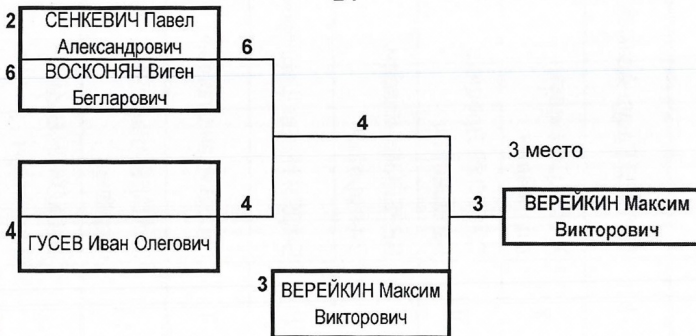 2 СЕНКЕВИЧ Павел
Александрович
6
6 ВОСКОНЯН Виген
Бегларович
4
3 место
4 ГУСЕВ Иван Олегович
4
3
ВЕРЕЙКИН Максим
Викторович
3 ВЕРЕЙКИН Максим
Викторович